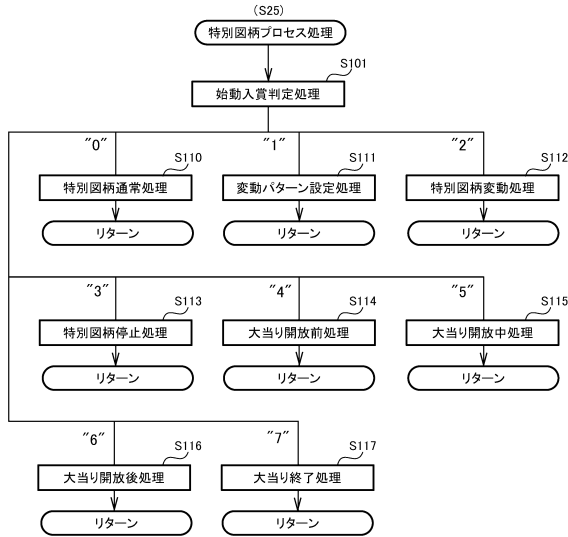 (S25)
特別図柄プロセス処理
S101
始動入賞判定処理
"0"
"1"
"2"
S110
S111
S112
特別図柄通常処理
変動パターン設定処理
特別図柄変動処理
リターン
リターン
リターン
"3"
"4"
"5"
S113
S114
S115
特別図柄停止処理
大当り開放前処理
大当り開放中処理
リターン
リターン
リターン
"6"
"7"
S116
S117
大当り開放後処理
大当り終了処理
リターン
リターン